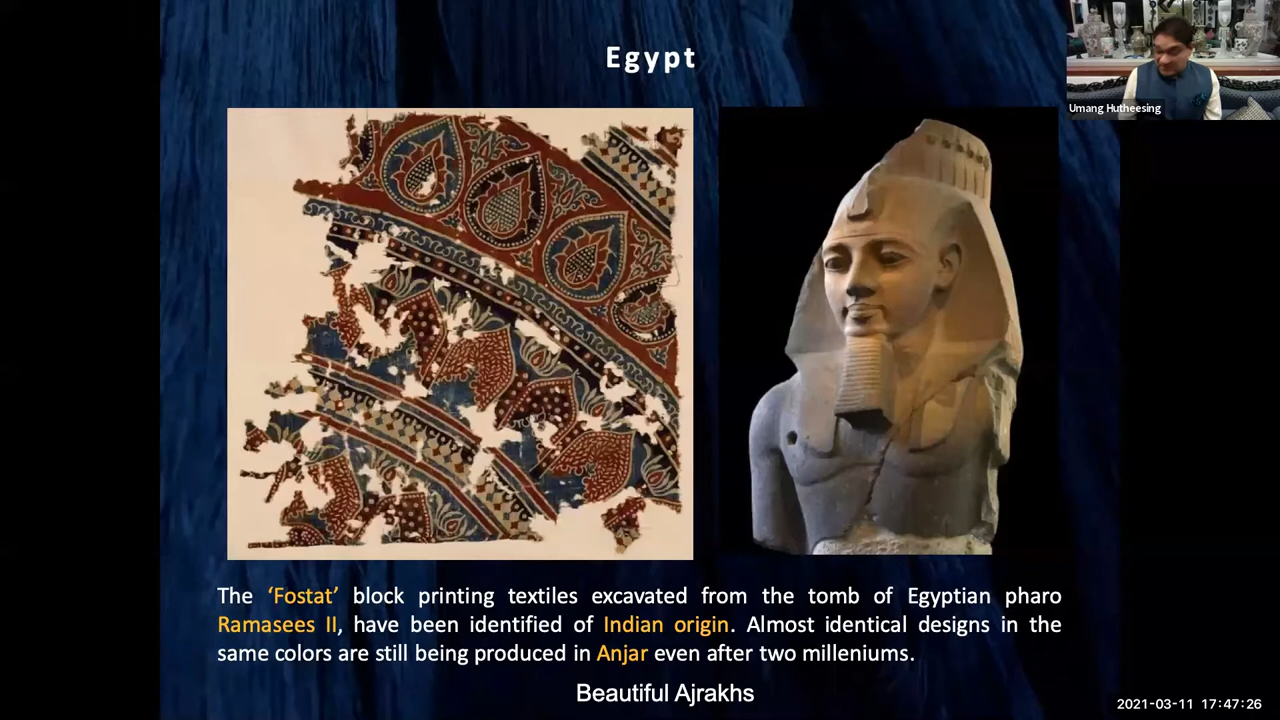 Egypt
Umang Hutheesing
The ‘Fostat’ block printing textiles excavated from the tomb of Egyptian pharo
Ramasees II, have been identified of Indian origin. Almost identical designs in the
same colors are still being produced in Anjar even after two milleniums.
Beautiful Ajrakhs
2021-03-11 17:47:26